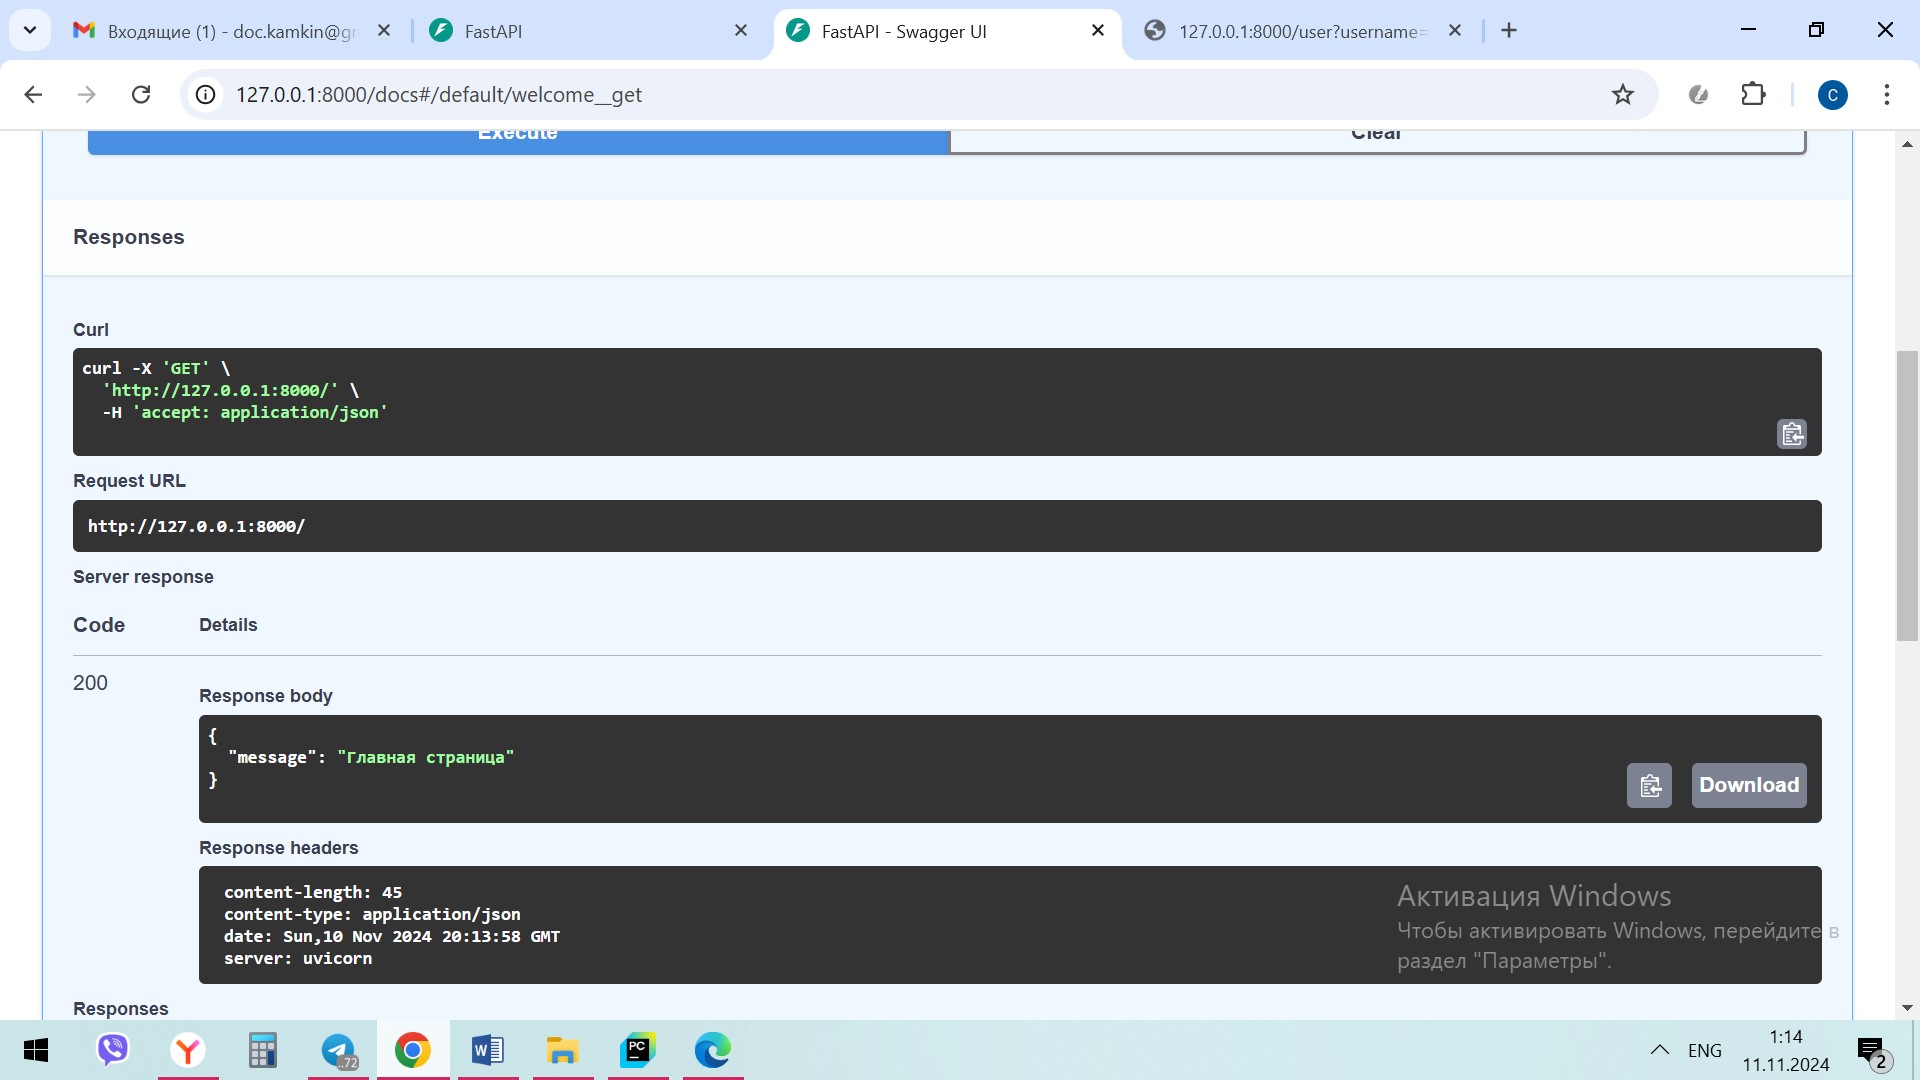 Входящие (1) - doc.kamkin@gr
FastAPI
FastAPI - Swagger UI
127.0.0.1:8000/user?username=
127.0.0.1:8000/docs#/default/welcome__get
C
Execute
Clear
Responses
Curl
curl -X 'GET' \
'http://127.0.0.1:8000/' \
-H 'accept: application/json'
Request URL
http://127.0.0.1:8000/
Server response
Code
Details
200
Response body
{
"message": "Главная страница"
}
Download
Response headers
content-length: 45
content-type: application/json
date: Sun,10 Nov 2024 20:13:58 GMT
server: uvicorn
Активация Windows
Чтобы активировать Windows, перейдите в
раздел "Параметры".
Responses
72
PC
ENG
1:14
11.11.2024
2